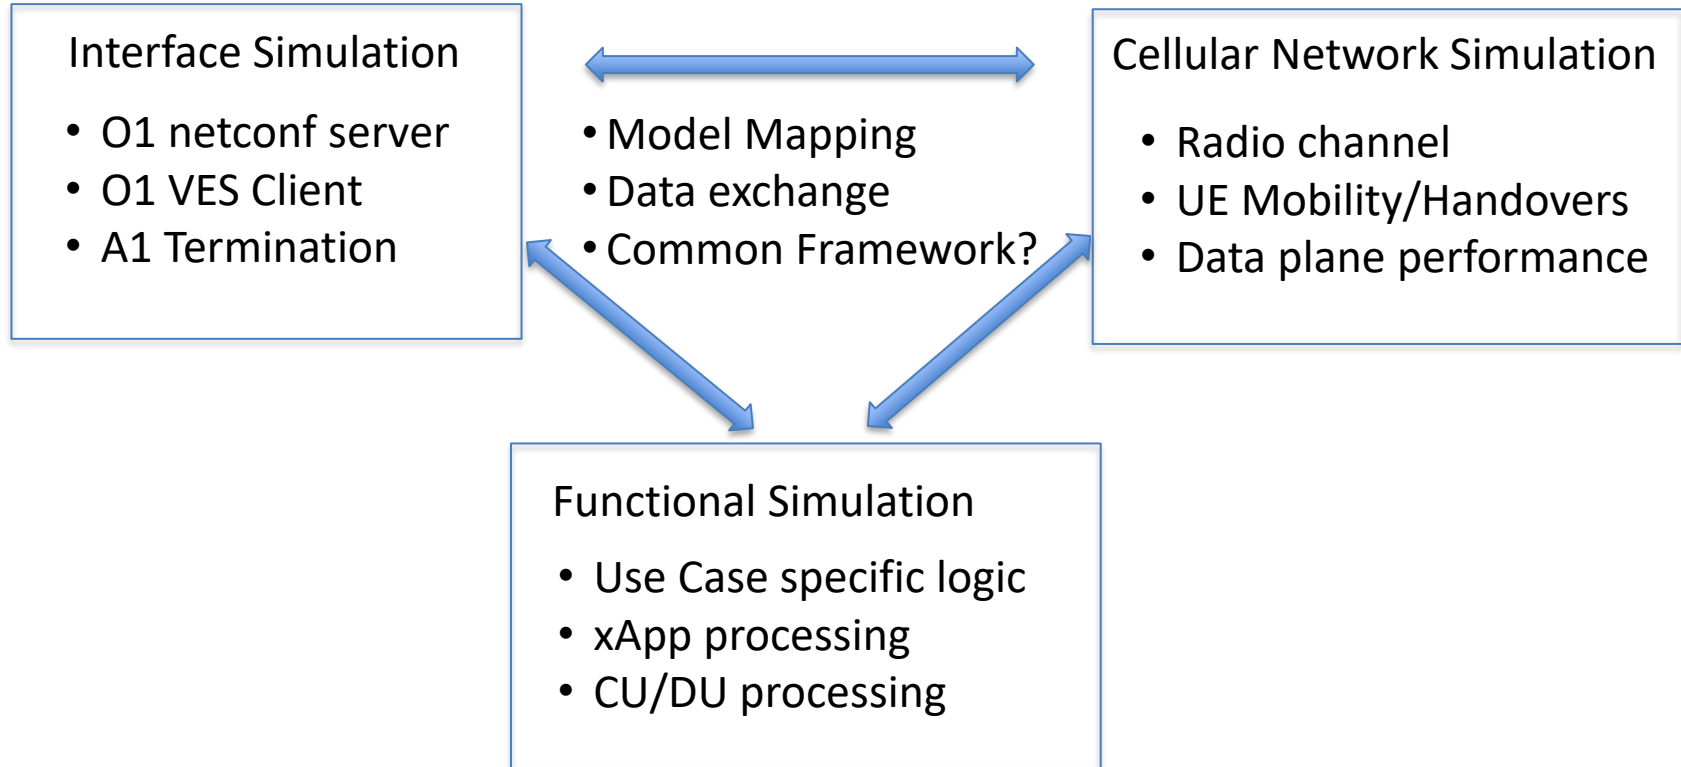 Interface Simulation
• O1 netconf server
• O1 VES Client
• A1 Termination
• Model Mapping
• Data exchange
• Common Framework?
Cellular Network Simulation
• Radio channel
• UE Mobility/Handovers
• Data plane performance
Functional Simulation
• Use Case specific logic
• xApp processing
• CU/DU processing